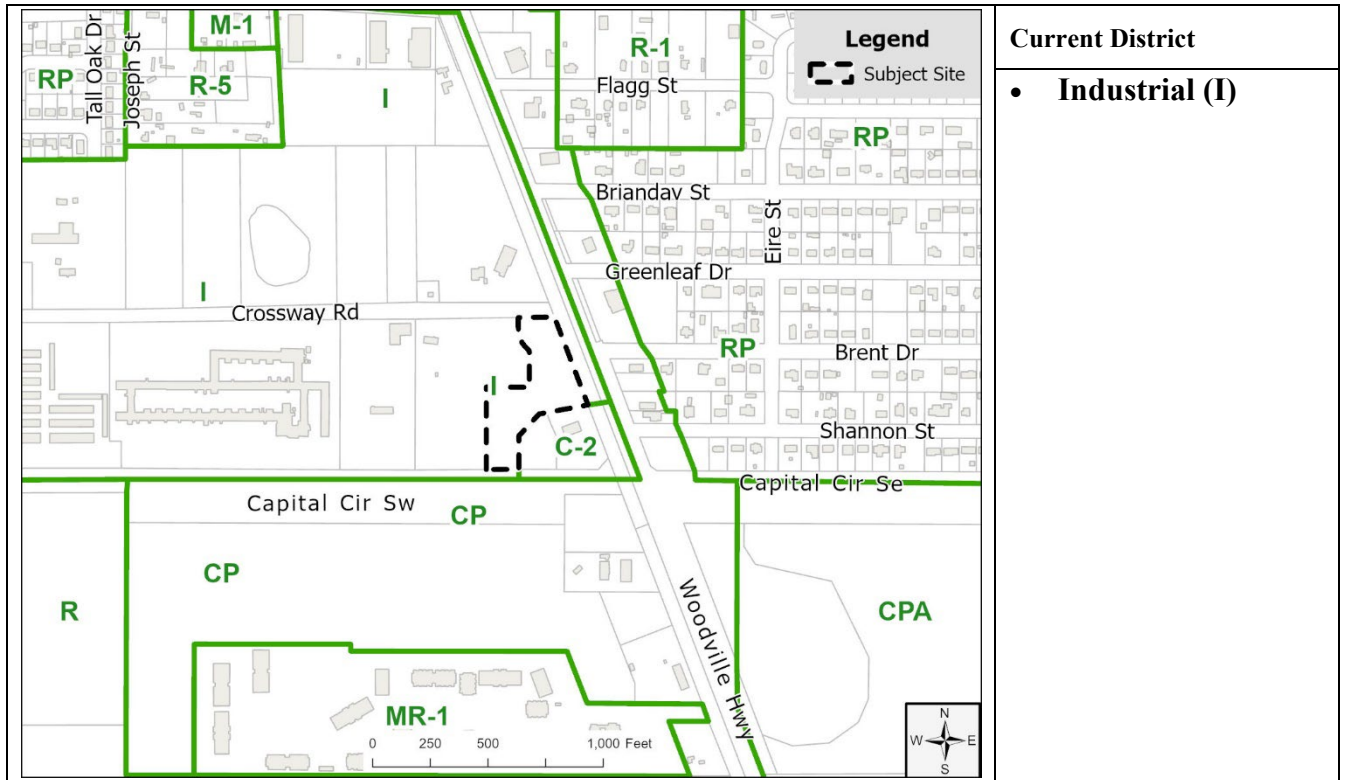 M-1
Legend
Subject Site
Tall Oak Dr
Joseph St
RP
R-5
I
R-1
Flagg St
RP
Briandav St
Eire St
Greenleaf Dr
I
Crossway Rd
RP
Brent Dr
I
Shannon St
C-2
Capital Cir Se
Capital Cir Sw
CP
CP
R
CPA
Woodville Hwy
MR-1
0 250 500 1,000 Feet
N
W E
S
Current District
• Industrial (I)